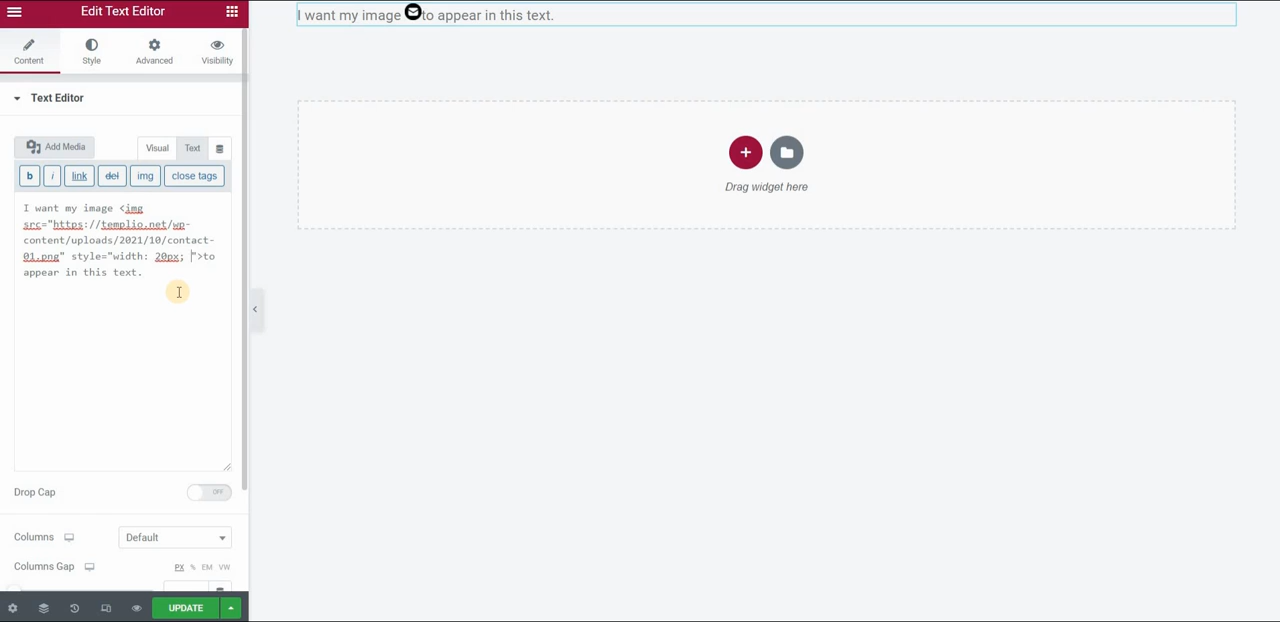 Edit Text Editor
Content
Style
Advanced
Visibility
Text Editor
Add Media
Visual
Text
b
i
link
del
img
close tags
I want my image <img
src="https://templio.net/wp-
content/uploads/2021/10/contact-
01.png" style="width: 20px; ">to
appear in this text.
Drop Cap
OFF
Columns
Default
Columns Gap
PX % EM VW
UPDATE
I want my image to appear in this text.
Drag widget here